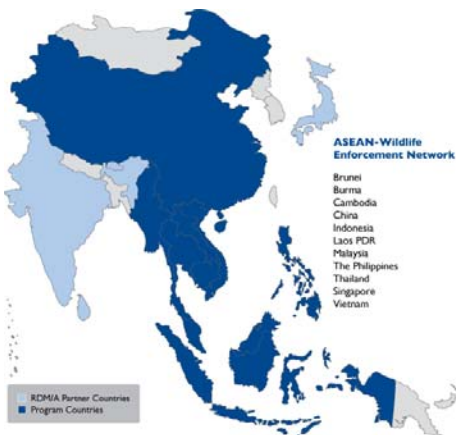 ASEAN-Wildlife
Enforcement Network
Brunei
Burma
Cambodia
China
Indonesia
Laos PDR
Malaysia
The Philippines
Thailand
Singapore
Vietnam
RDM/A Partner Countries
Program Countries